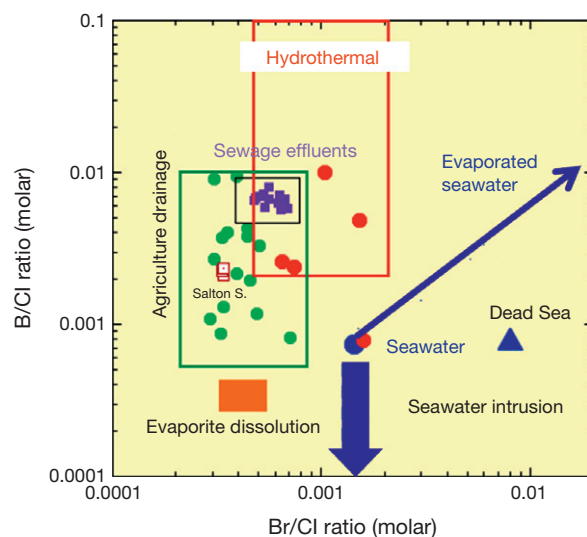 0.1
Hydrothermal
Sewage effluents
Evaporated
seawater
0.01
Agriculture drainage
B/Cl ratio (molar)
Salton S.
Dead Sea
0.001
Seawater
Seawater intrusion
Evaporite dissolution
0.0001
0.0001
0.001
0.01
Br/Cl ratio (molar)